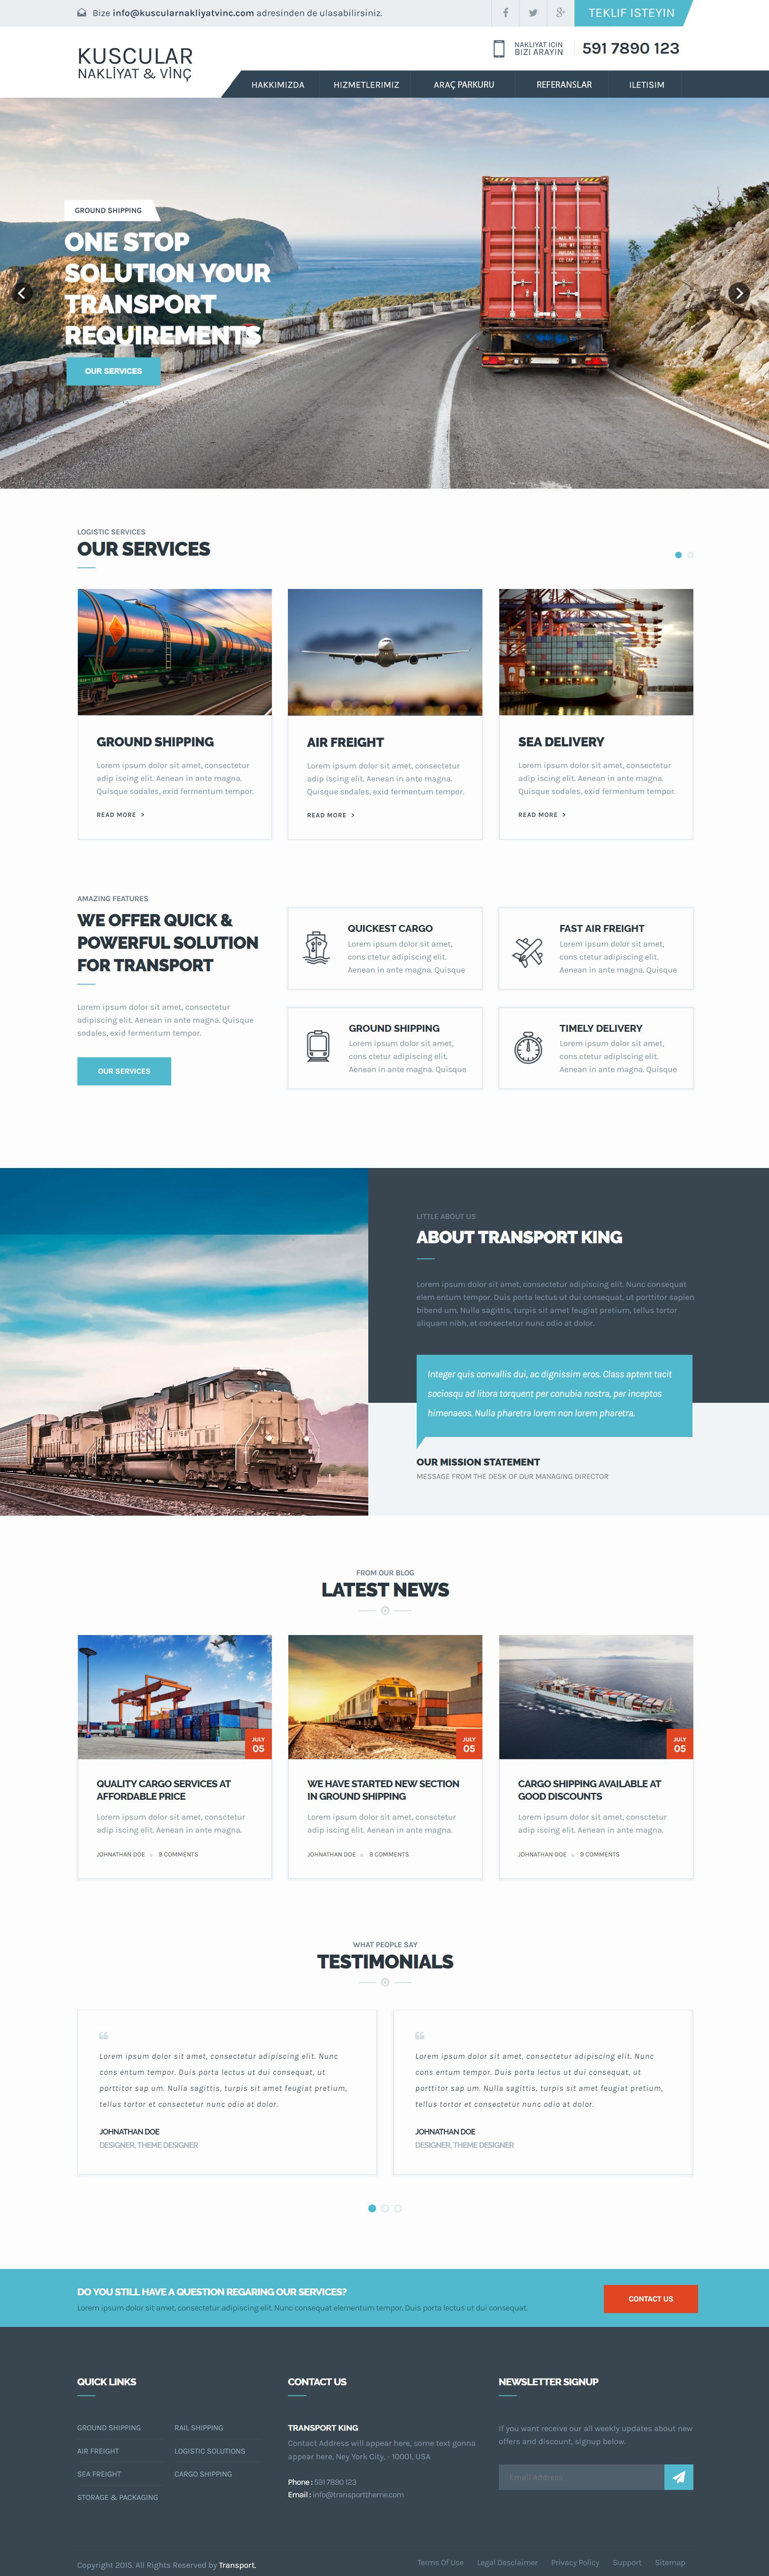 Bize info@kuscularnakliyatvinc.com adresinden de ulasabilirsiniz.
TEKLIF ISTEYIN
KUSCULAR
NAKLİYAT & VİNÇ
NAKLIYAT ICIN
BIZI ARAYIN
591 7890 123
HAKKIMIZDA
HIZMETLERIMIZ
ARAÇ PARKURU
REFERANSLAR
ILETISIM
GROUND SHIPPING
ONE STOP
SOLUTION YOUR
TRANSPORT
REQUIREMENTS
OUR SERVICES
LOGISTIC SERVICES
OUR SERVICES
GROUND SHIPPING
Lorem ipsum dolor sit amet, consectetur
adip iscing elit. Aenean in ante magna.
Quisque sodales, exid fermentum tempor.
READ MORE >
AIR FREIGHT
Lorem ipsum dolor sit amet, consectetur
adip iscing elit. Aenean in ante magna.
Quisque sodales, exid fermentum tempor.
READ MORE >
SEA DELIVERY
Lorem ipsum dolor sit amet, consectetur
adip iscing elit. Aenean in ante magna.
Quisque sodales, exid fermentum tempor.
READ MORE >
AMAZING FEATURES
WE OFFER QUICK &
POWERFUL SOLUTION
FOR TRANSPORT
Lorem ipsum dolor sit amet, consectetur
adipiscing elit. Aenean in ante magna. Quisque
sodales, exid fermentum tempor.
OUR SERVICES
QUICKEST CARGO
Lorem ipsum dolor sit amet,
cons ctetur adipiscing elit.
Aenean in ante magna. Quisque
FAST AIR FREIGHT
Lorem ipsum dolor sit amet,
cons ctetur adipiscing elit.
Aenean in ante magna. Quisque
GROUND SHIPPING
Lorem ipsum dolor sit amet,
cons ctetur adipiscing elit.
Aenean in ante magna. Quisque
TIMELY DELIVERY
Lorem ipsum dolor sit amet,
cons ctetur adipiscing elit.
Aenean in ante magna. Quisque
LITTLE ABOUT US
ABOUT TRANSPORT KING
Lorem ipsum dolor sit amet, consectetur adipiscing elit. Nunc consequat
elem entum tempor. Duis porta lectus ut dui consequat, ut porttitor sapien
bibend um. Nulla sagittis, turpis sit amet feugiat pretium, tellus tortor
aliquam nibh, et consectetur nunc odio at dolor.
Integer quis convallis dui, ac dignissim eros. Class aptent tacit
sociosqu ad litora torquent per conubia nostra, per inceptos
himenaeos. Nulla pharetra lorem non lorem pharetra.
OUR MISSION STATEMENT
MESSAGE FROM THE DESK OF OUR MANAGING DIRECTOR
FROM OUR BLOG
LATEST NEWS
JULY
05
QUALITY CARGO SERVICES AT
AFFORDABLE PRICE
Lorem ipsum dolor sit amet, consctetur
adip iscing elit. Aenean in ante magna.
JOHNATHAN DOE
9 COMMENTS
JULY
05
WE HAVE STARTED NEW SECTION
IN GROUND SHIPPING
Lorem ipsum dolor sit amet, consctetur
adip iscing elit. Aenean in ante magna.
JOHNATHAN DOE
9 COMMENTS
JULY
05
CARGO SHIPPING AVAILABLE AT
GOOD DISCOUNTS
Lorem ipsum dolor sit amet, consctetur
adip iscing elit. Aenean in ante magna.
JOHNATHAN DOE
9 COMMENTS
WHAT PEOPLE SAY
TESTIMONIALS
Lorem ipsum dolor sit amet, consectetur adipiscing elit. Nunc
cons entum tempor. Duis porta lectus ut dui consequat, ut
porttitor sap um. Nulla sagittis, turpis sit amet feugiat pretium,
tellus tortor et consectetur nunc odio at dolor.
JOHNATHAN DOE
DESIGNER, THEME DESIGNER
Lorem ipsum dolor sit amet, consectetur adipiscing elit. Nunc
cons entum tempor. Duis porta lectus ut dui consequat, ut
porttitor sap um. Nulla sagittis, turpis sit amet feugiat pretium,
tellus tortor et consectetur nunc odio at dolor.
JOHNATHAN DOE
DESIGNER, THEME DESIGNER
DO YOU STILL HAVE A QUESTION REGARING OUR SERVICES?
Lorem ipsum dolor sit amet, consectetur adipiscing elit. Nunc consequat elementum tempor. Duis porta lectus ut dui consequat.
CONTACT US
QUICK LINKS
GROUND SHIPPING
RAIL SHIPPING
AIR FREIGHT
LOGISTIC SOLUTIONS
SEA FREIGHT
CARGO SHIPPING
STORAGE & PACKAGING
CONTACT US
TRANSPORT KING
Contact Address will appear here, some text gonna
appear here, Ney York City, - 10001, USA
Phone : 591 7890 123
Email : info@transporttheme.com
NEWSLETTER SIGNUP
If you want receive our all weekly updates about new
offers and discount, signup below.
Email Address
Copyright 2015. All Rights Reserved by Transport.
Terms Of Use
Legal Desclaimer
Privacy Policy
Support
Sitemap